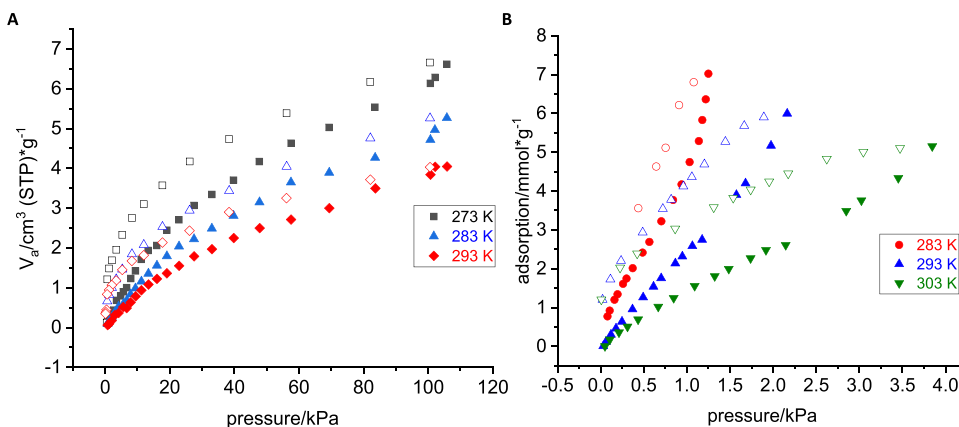 A
B
7
6
5
4
3
2
1
0
-1
0
20
40
60
80
100
120
Vₐ/cm³ (STP)*g⁻¹
pressure/kPa
273 K
283 K
293 K
8
7
6
5
4
3
2
1
0
-0.5
0.0
0.5
1.0
1.5
2.0
2.5
3.0
3.5
4.0
adsorption/mmol*g⁻¹
pressure/kPa
283 K
293 K
303 K